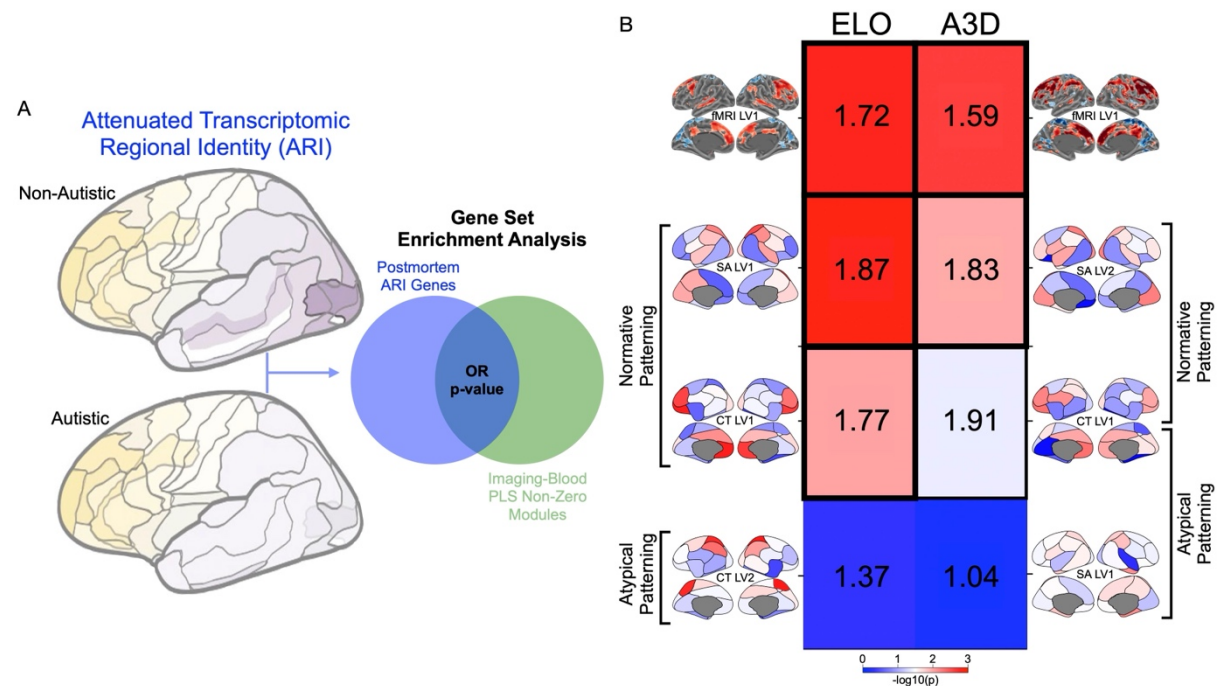 A
Attenuated Transcriptomic
Regional Identity (ARI)
Non-Autistic
Autistic
Gene Set
Enrichment Analysis
Postmortem
ARI Genes
OR
p-value
Imaging-Blood
PLS Non-Zero
Modules
B
ELO A3D
fMRI LV1
1.72 1.59
fMRI LV1
Normative
Patterning
SA LV1
1.87 1.83
SA LV2
Normative
Patterning
CT LV1
1.77 1.91
CT LV1
Atypical
Patterning
CT LV2
1.37 1.04
SA LV1
Atypical
Patterning
0 1 2 3
-log10(p)